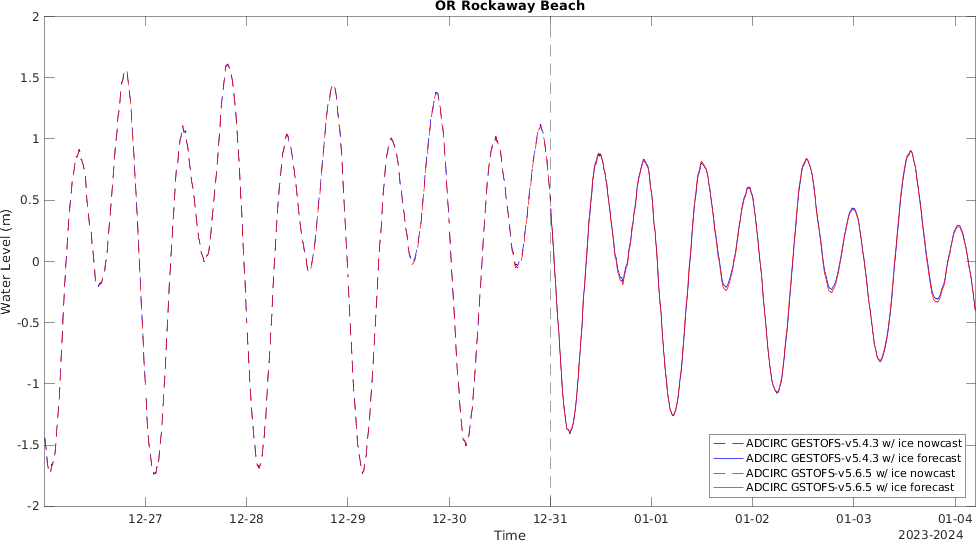 OR Rockaway Beach
2
1.5
1
0.5
0
-0.5
-1
-1.5
-2
Water Level (m)
12-27 12-28 12-29 12-30 12-31 01-01 01-02 01-03 01-04
Time
2023-2024
ADCIRC GESTOFS-v5.4.3 w/ ice nowcast
ADCIRC GESTOFS-v5.4.3 w/ ice forecast
ADCIRC GSTOFS-v5.6.5 w/ ice nowcast
ADCIRC GSTOFS-v5.6.5 w/ ice forecast